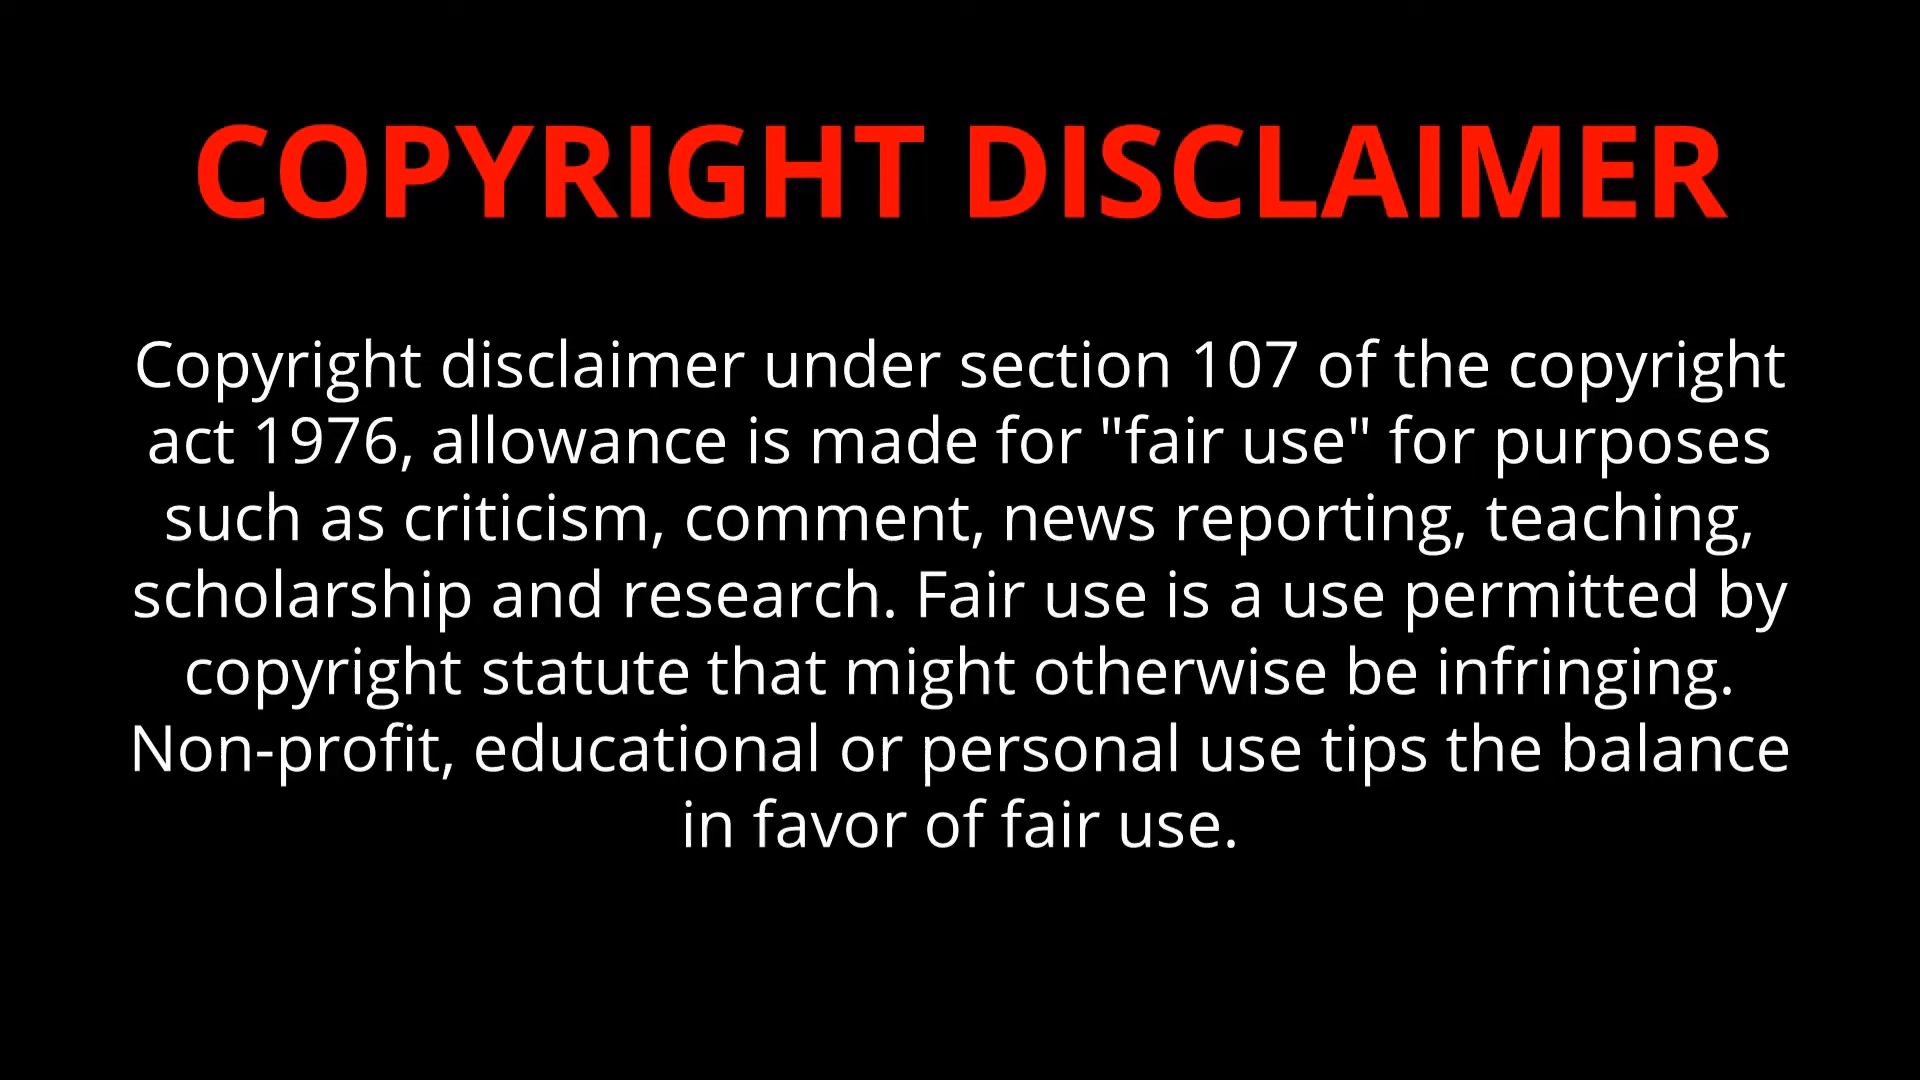 COPYRIGHT DISCLAIMER
Copyright disclaimer under section 107 of the copyright
act 1976, allowance is made for "fair use" for purposes
such as criticism, comment, news reporting, teaching,
scholarship and research. Fair use is a use permitted by
copyright statute that might otherwise be infringing.
Non-profit, educational or personal use tips the balance
in favor of fair use.